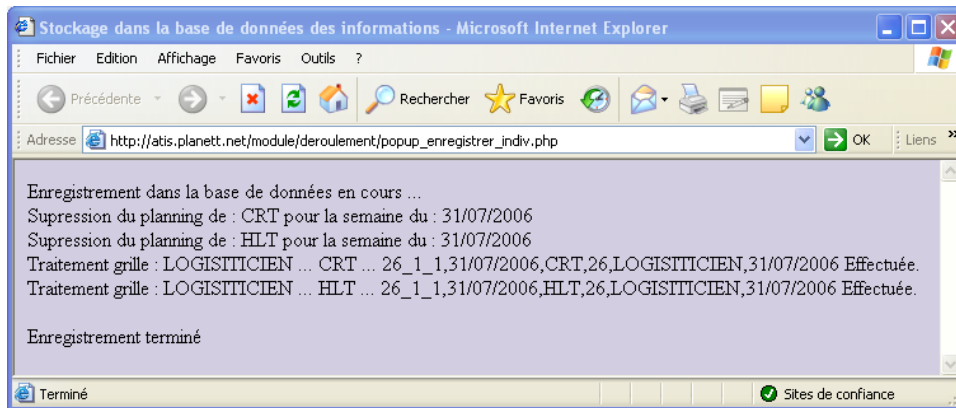 Stockage dans la base de données des informations - Microsoft Internet Explorer
Fichier Edition Affichage Favoris Outils ?
Précédente Rechercher Favoris
Adresse http://atis.planett.net/module/deroulement/popup_enregistrer_indiv.php OK Liens »
Enregistrement dans la base de données en cours ...
Supression du planning de : CRT pour la semaine du : 31/07/2006
Supression du planning de : HLT pour la semaine du : 31/07/2006
Traitement grille : LOGISITICIEN ... CRT ... 26_1_1,31/07/2006,CRT,26,LOGISITICIEN,31/07/2006 Effectuée.
Traitement grille : LOGISITICIEN ... HLT ... 26_1_1,31/07/2006,HLT,26,LOGISITICIEN,31/07/2006 Effectuée.
Enregistrement terminé
Terminé Sites de confiance